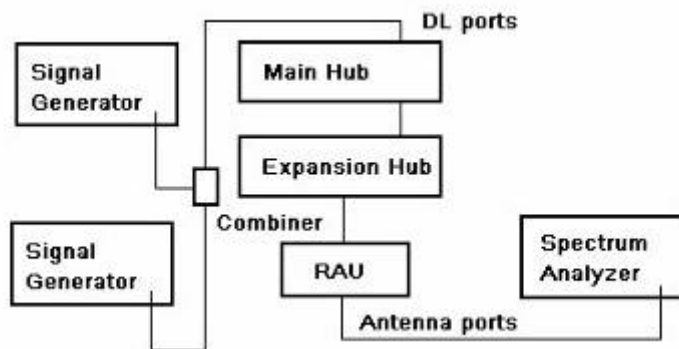 DL ports
Signal
Generator
Main Hub
Expansion Hub
Combiner
Signal
Generator
RAU
Spectrum
Analyzer
Antenna ports